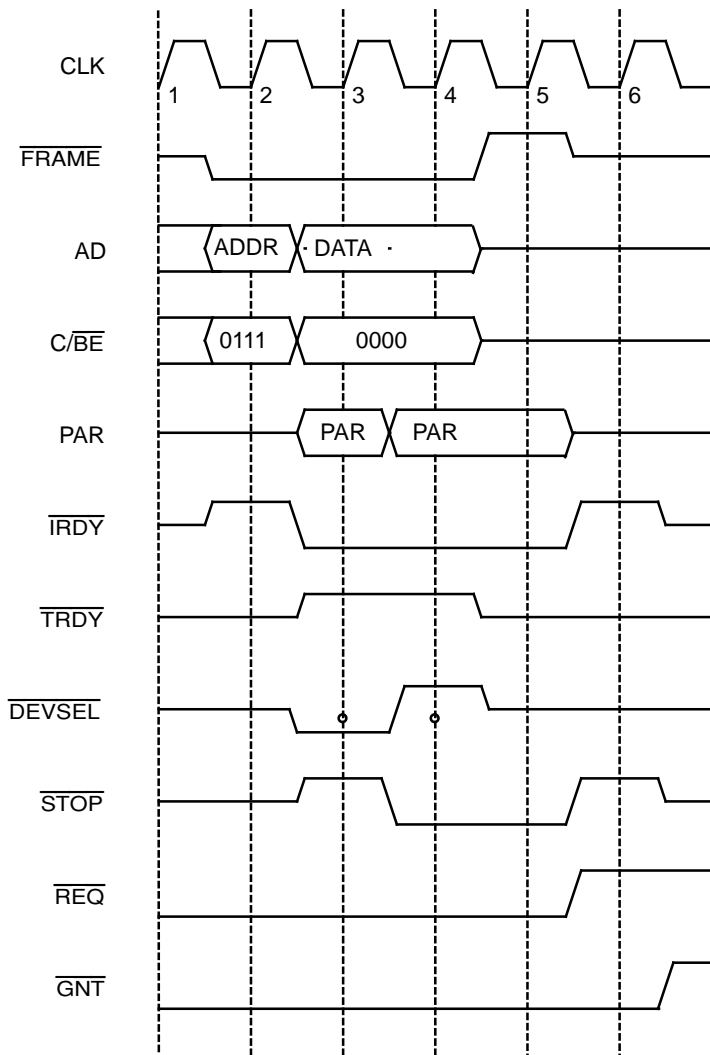 CLK
1 2 3 4 5 6
FRAME
AD ADDR DATA
C/BE 0111 0000
PAR PAR PAR
IRDY
TRDY
DEVSEL
STOP
REQ
GNT